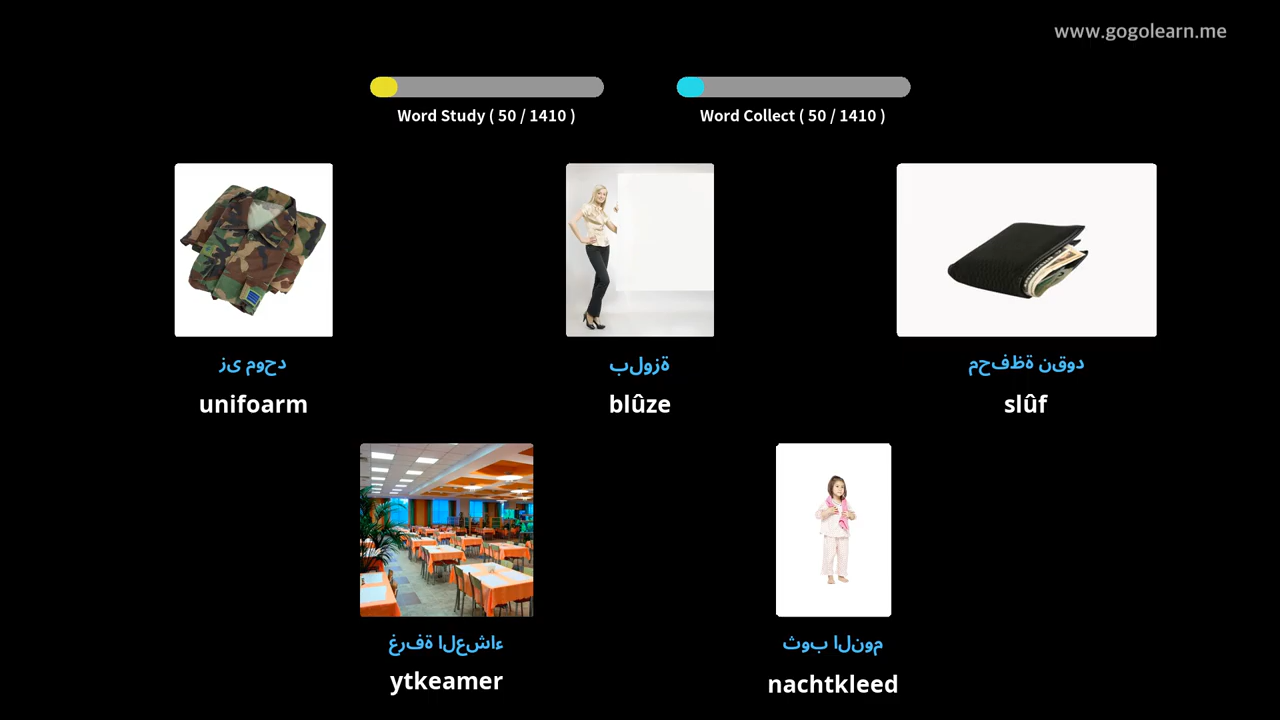 www.gogolearn.me
Word Study ( 50 / 1410 )
Word Collect ( 50 / 1410 )
زى موحد
بلوزة
محفظة نقود
unifoarm
blûze
slûf
غرفة العشاء
ثوب النوم
ytkeamer
nachtkleed